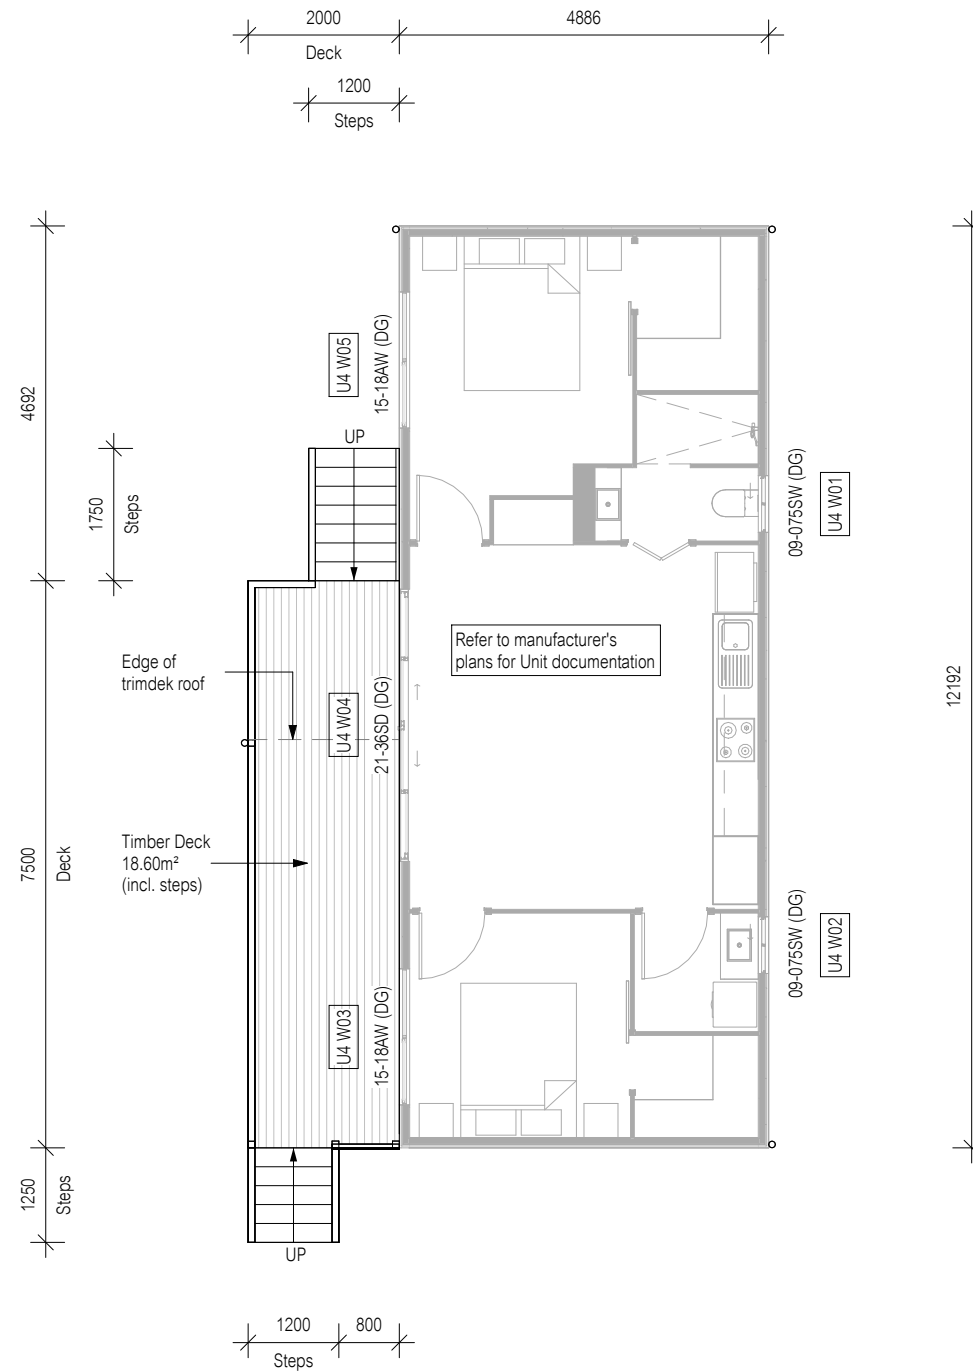 2000
4886
Deck
1200
Steps
4692
U4 W05
15-18AW (DG)
UP
1750
Steps
09-075SW (DG)
U4 W01
Refer to manufacturer's
plans for Unit documentation
Edge of
trimdek roof
U4 W04
21-36SD (DG)
12192
Timber Deck
18.60m²
(incl. steps)
7500
Deck
09-075SW (DG)
U4 W02
U4 W03
15-18AW (DG)
1250
Steps
UP
1200
800
Steps